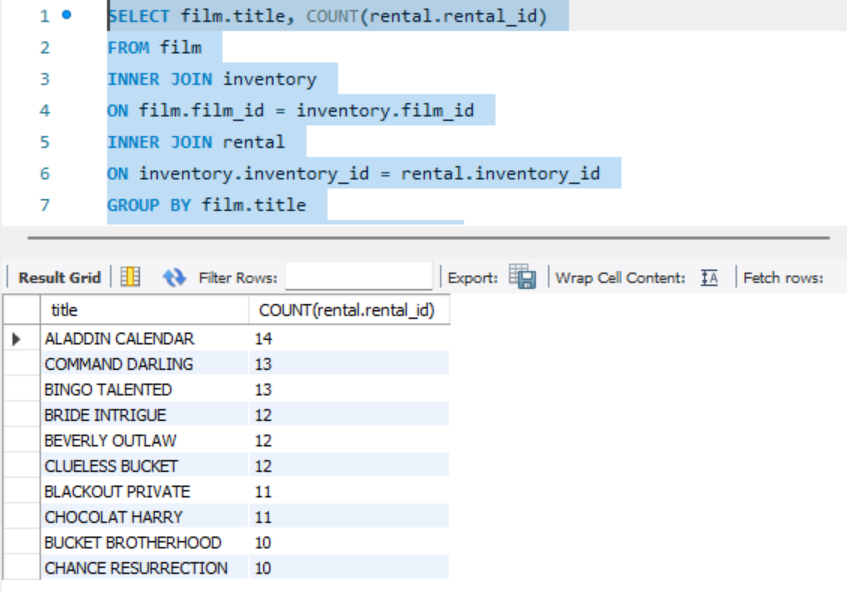 1 SELECT film.title, COUNT(rental.rental_id)
2 FROM film
3 INNER JOIN inventory
4 ON film.film_id = inventory.film_id
5 INNER JOIN rental
6 ON inventory.inventory_id = rental.inventory_id
7 GROUP BY film.title
Result Grid Filter Rows: Export: Wrap Cell Content: IA Fetch rows:
title COUNT(rental.rental_id)
ALADDIN CALENDAR 14
COMMAND DARLING 13
BINGO TALENTED 13
BRIDE INTRIGUE 12
BEVERLY OUTLAW 12
CLUELESS BUCKET 12
BLACKOUT PRIVATE 11
CHOCOLAT HARRY 11
BUCKET BROTHERHOOD 10
CHANCE RESURRECTION 10